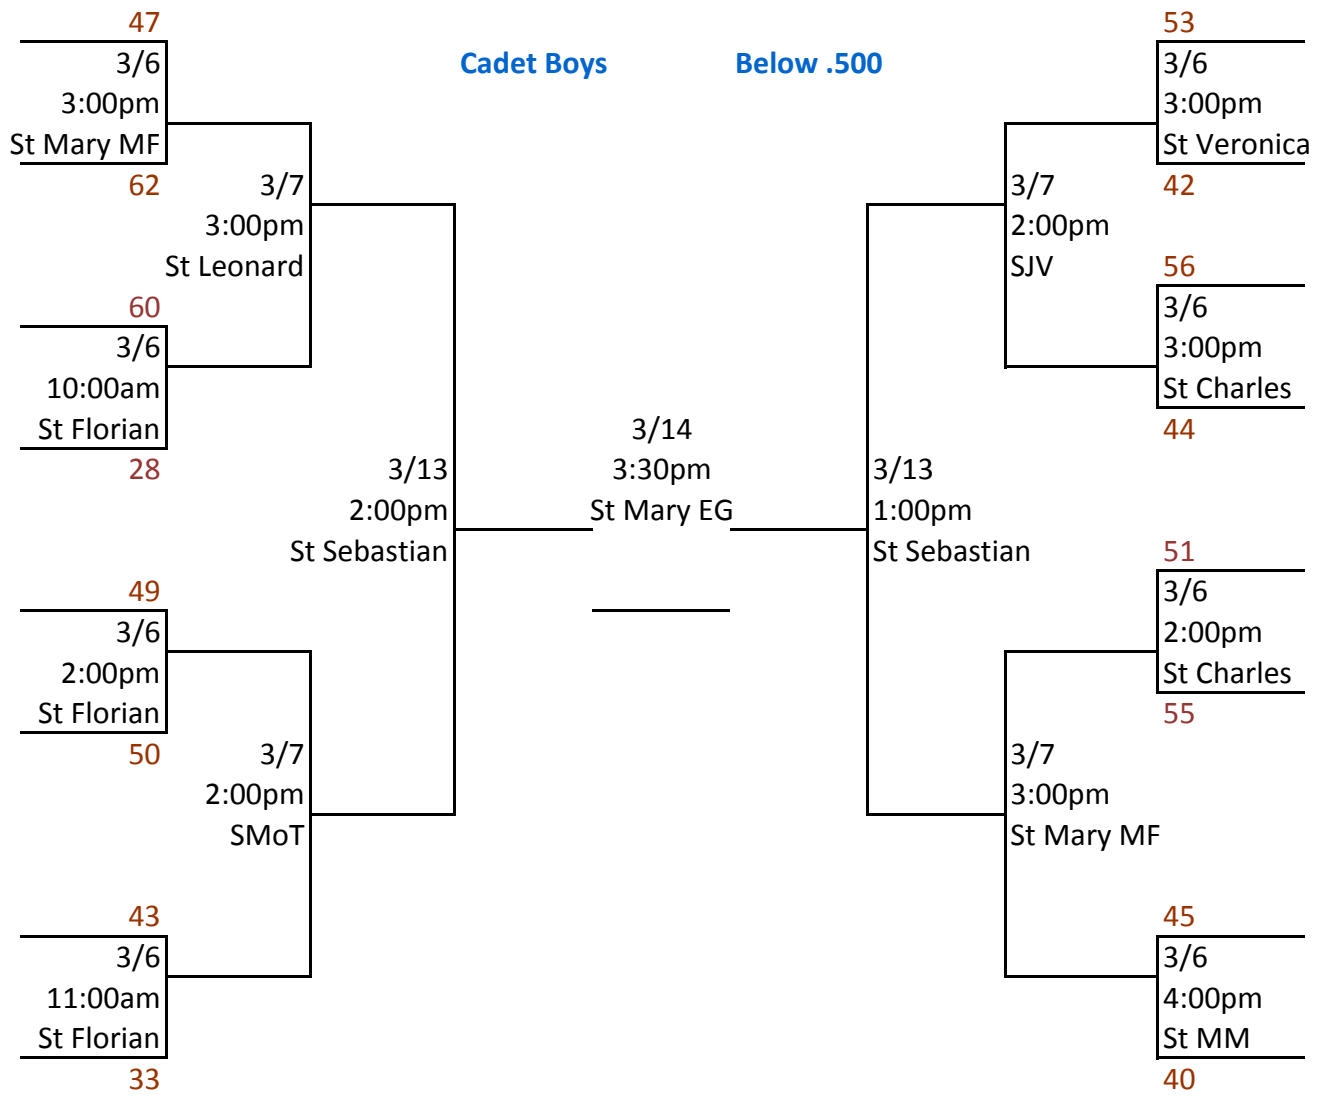 Cadet Boys
Below .500
47
3/6
3:00pm
St Mary MF
62
3/7
3:00pm
St Leonard
60
3/6
10:00am
St Florian
28
3/13
2:00pm
St Sebastian
49
3/6
2:00pm
St Florian
50
3/7
2:00pm
SMoT
43
3/6
11:00am
St Florian
33
3/14
3:30pm
St Mary EG
53
3/6
3:00pm
St Veronica
42
3/7
2:00pm
SJV
56
3/6
3:00pm
St Charles
44
3/13
1:00pm
St Sebastian
51
3/6
2:00pm
St Charles
55
3/7
3:00pm
St Mary MF
45
3/6
4:00pm
St MM
40